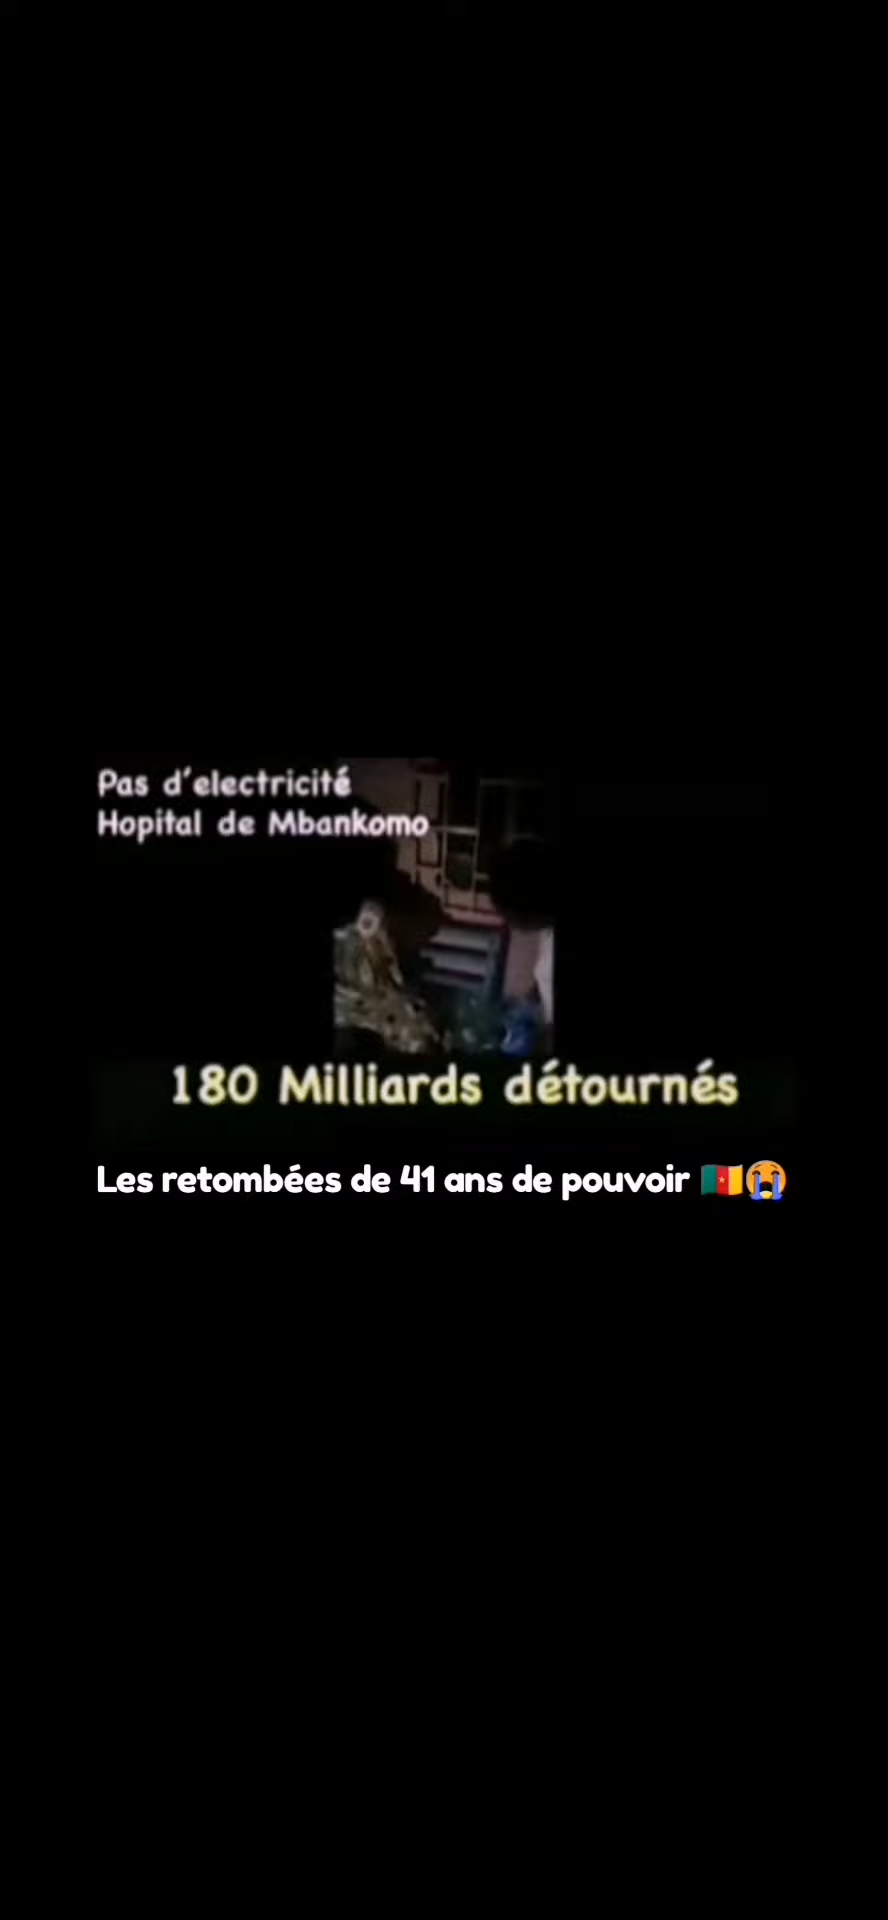 Pas d'electricité
Hopital de Mbankomo
180 Milliards détournés
Les retombées de 41 ans de pouvoir 🇨🇲😭